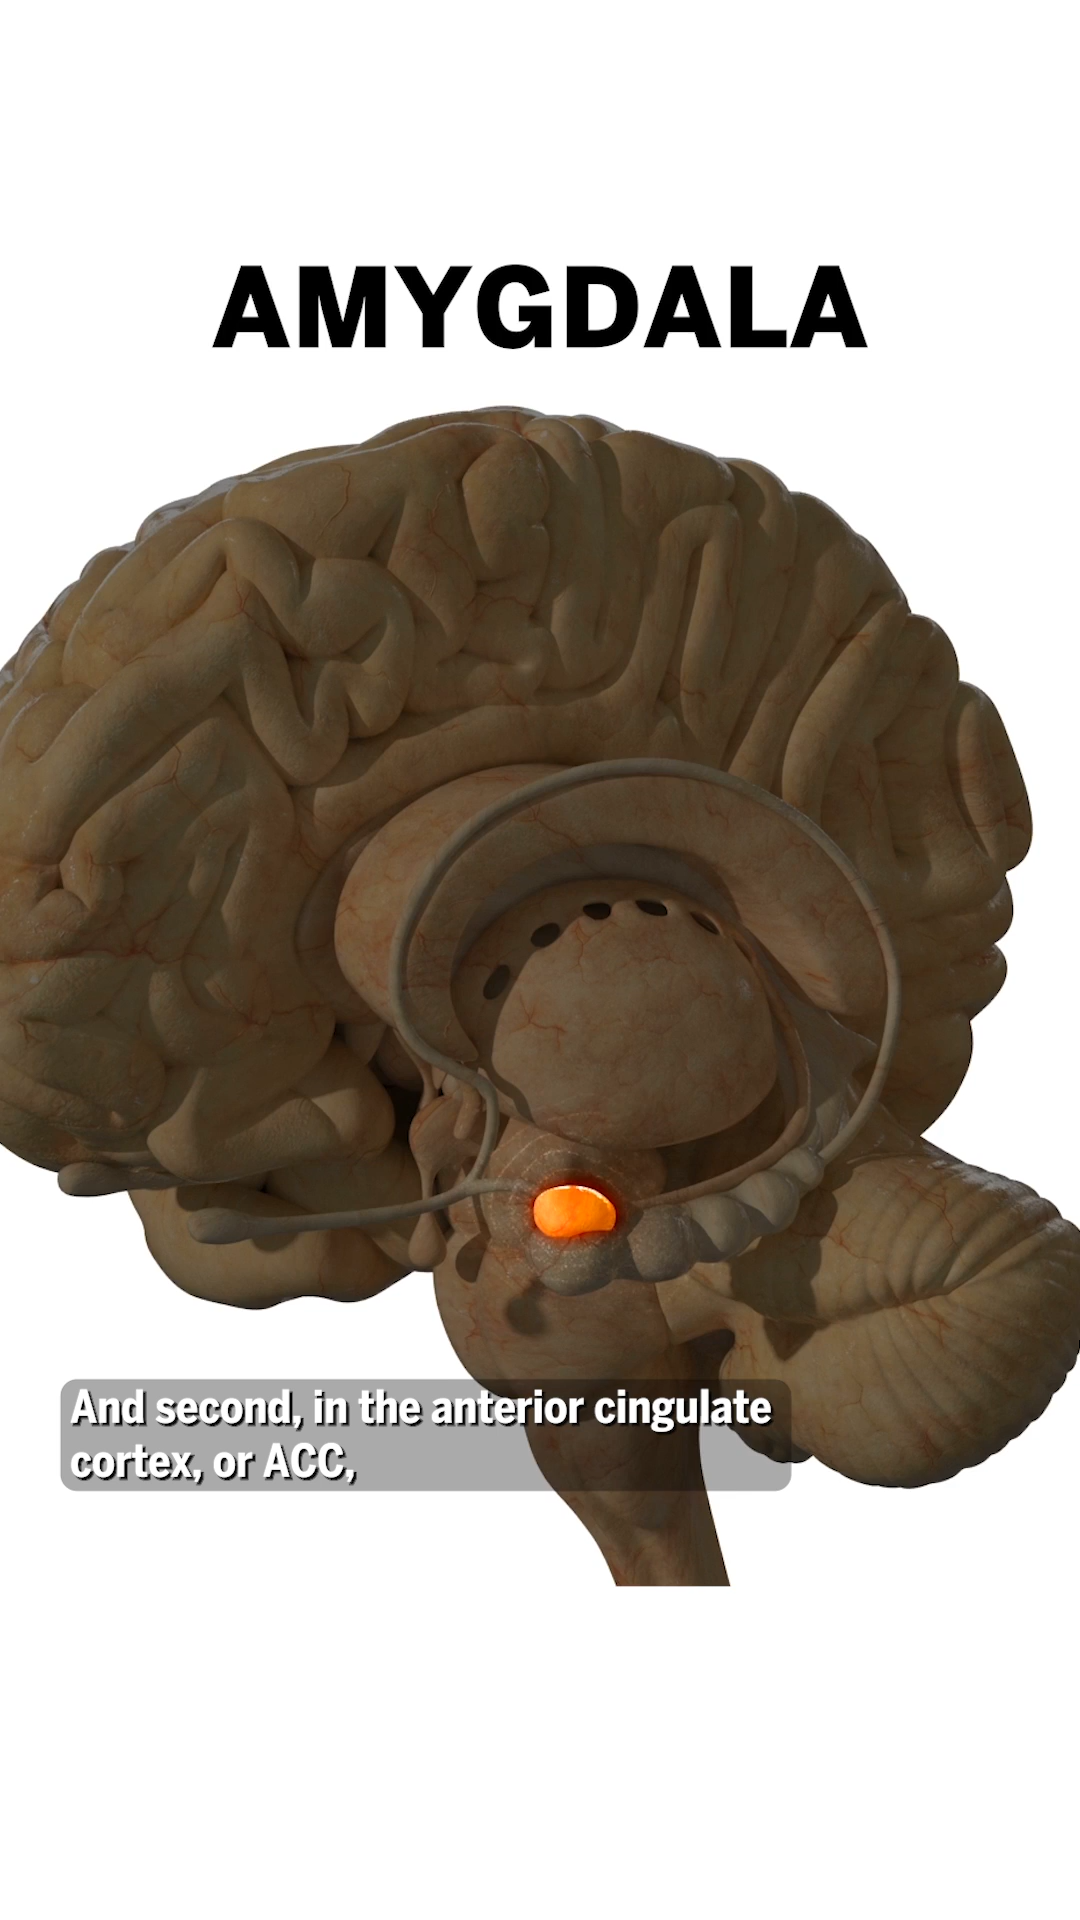 AMYGDALA
And second, in the anterior cingulate
cortex, or ACC,